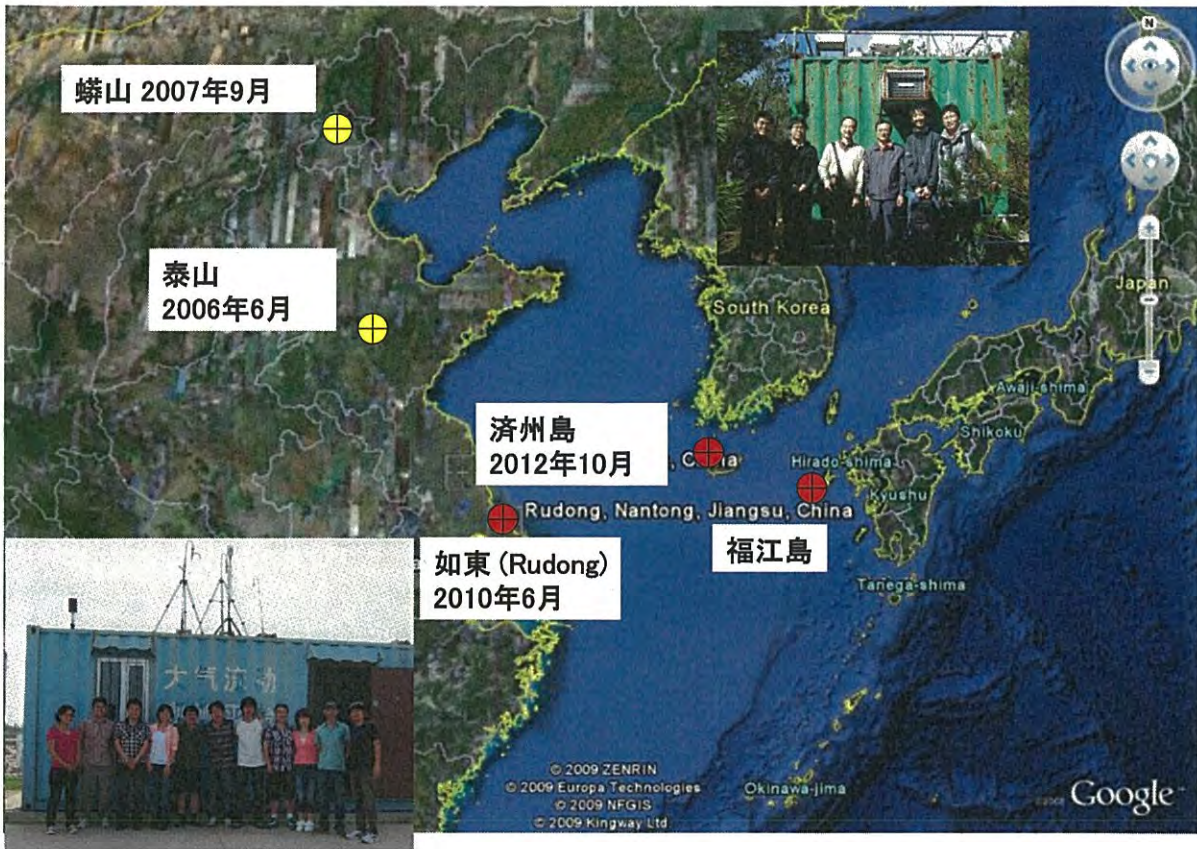 N
蟒山 2007年9月
泰山
2006年6月
South Korea
Japan
Awaji-shima
Shikoku
済州島
2012年10月
Hirado-shima
Kyushu
Rudong, Nantong, Jiangsu, China
福江島
如東 (Rudong)
2010年6月
Tanega-shima
大气流动
© 2009 ZENRIN
© 2009 Europa Technologies
© 2009 NFGIS
© 2009 Kingway Ltd
Okinawa-jima
Google